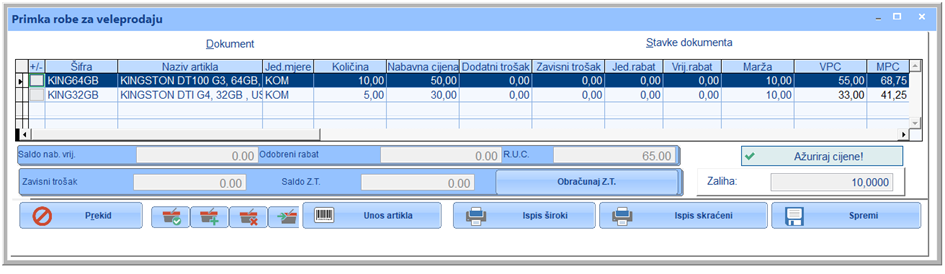 Primka robe za veleprodaju
Dokument Stavke dokumenta
+/- Šifra Naziv artikla Jed.mjere Količina Nabavna cijena Dodatni trošak Zavisni trošak Jed.rabat Vrij.rabat Marža VPC MPC
KING64GB KINGSTON DT100 G3, 64GB, KOM 10,00 50,00 0,00 0,00 0,00 0,00 10,00 55,00 68,75
KING32GB KINGSTON DTI G4, 32GB , US KOM 5,00 30,00 0,00 0,00 0,00 0,00 10,00 33,00 41,25
Saldo nab. vrij. 0.00 Odobreni rabat 0.00 R.U.C. 65.00 Ažuriraj cijene!
Zavisni trošak 0.00 Saldo Z.T. 0.00 Obračunaj Z.T. Zaliha: 10,0000
Prekid Unos artikla Ispis široki Ispis skraćeni Spremi